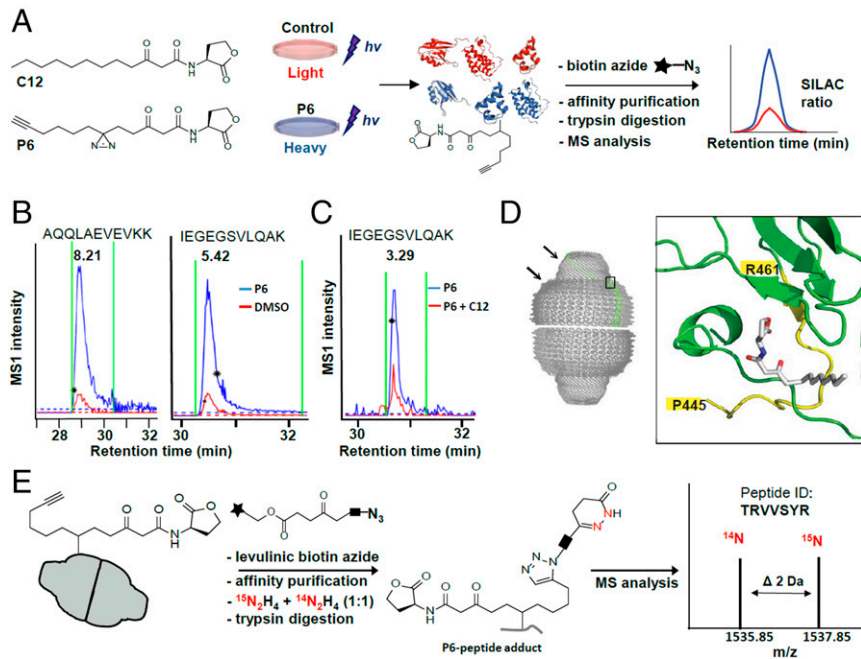 A
C12
P6
Control
Light
hv
P6
Heavy
hv
- biotin azide ★—N3
- affinity purification
- trypsin digestion
- MS analysis
SILAC
ratio
Retention time (min)
B
AQQLAEVEVKK
8.21
MS1 intensity
28 30 32
Retention time (min)
IEGEGSVLQAK
5.42
P6
DMSO
30 32
C
IEGEGSVLQAK
3.29
P6
P6 + C12
MS1 intensity
30 32
Retention time (min)
D
R461
P445
E
- levulinic biotin azide
- affinity purification
- 15N2H4 + 14N2H4 (1:1)
- trypsin digestion
P6-peptide adduct
MS analysis
Peptide ID:
TRVVSYR
14N 15N
Δ 2 Da
1535.85 1537.85
m/z